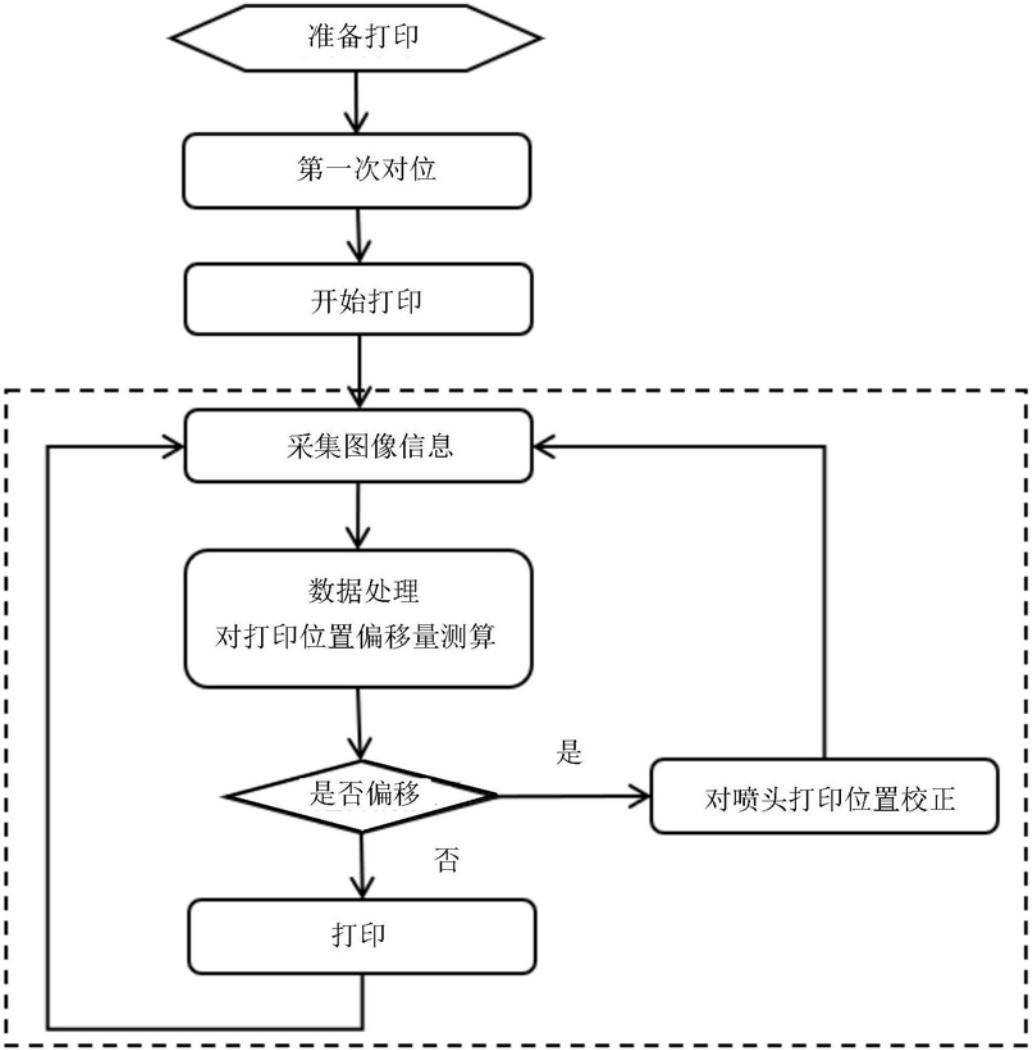 准备打印
第一次对位
开始打印
采集图像信息
数据处理
对打印位置偏移量测算
是
是否偏移
对喷头打印位置校正
否
打印